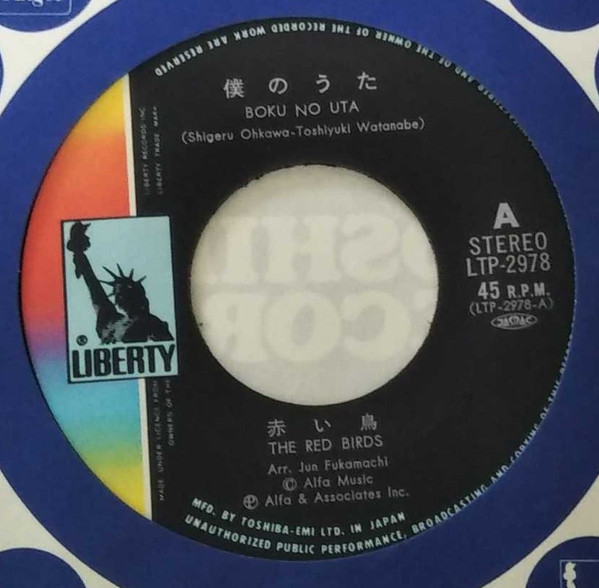 僕のうた
BOKU NO UTA
(Shigeru Ohkawa-Toshiyuki Watanabe)
A
STEREO
LTP-2978
45 R.P.M.
(LTP-2978-A)
JASRAC
LIBERTY RECORDS INC
LIBERTY TRADE MARK
® LIBERTY
MADE UNDER LICENCE FROM
OWNERS OF THE
赤い鳥
THE RED BIRDS
Arr. Jun Fukamachi
© Alfa Music
℗ Alfa & Associates Inc.
MFD. BY TOSHIBA-EMI LTD. IN JAPAN
UNAUTHORIZED PUBLIC PERFORMANCE, BROADCASTING AND COPYING OF THIS
AND OF THE OWNER OF THE RECORDED WORK ARE RESERVED